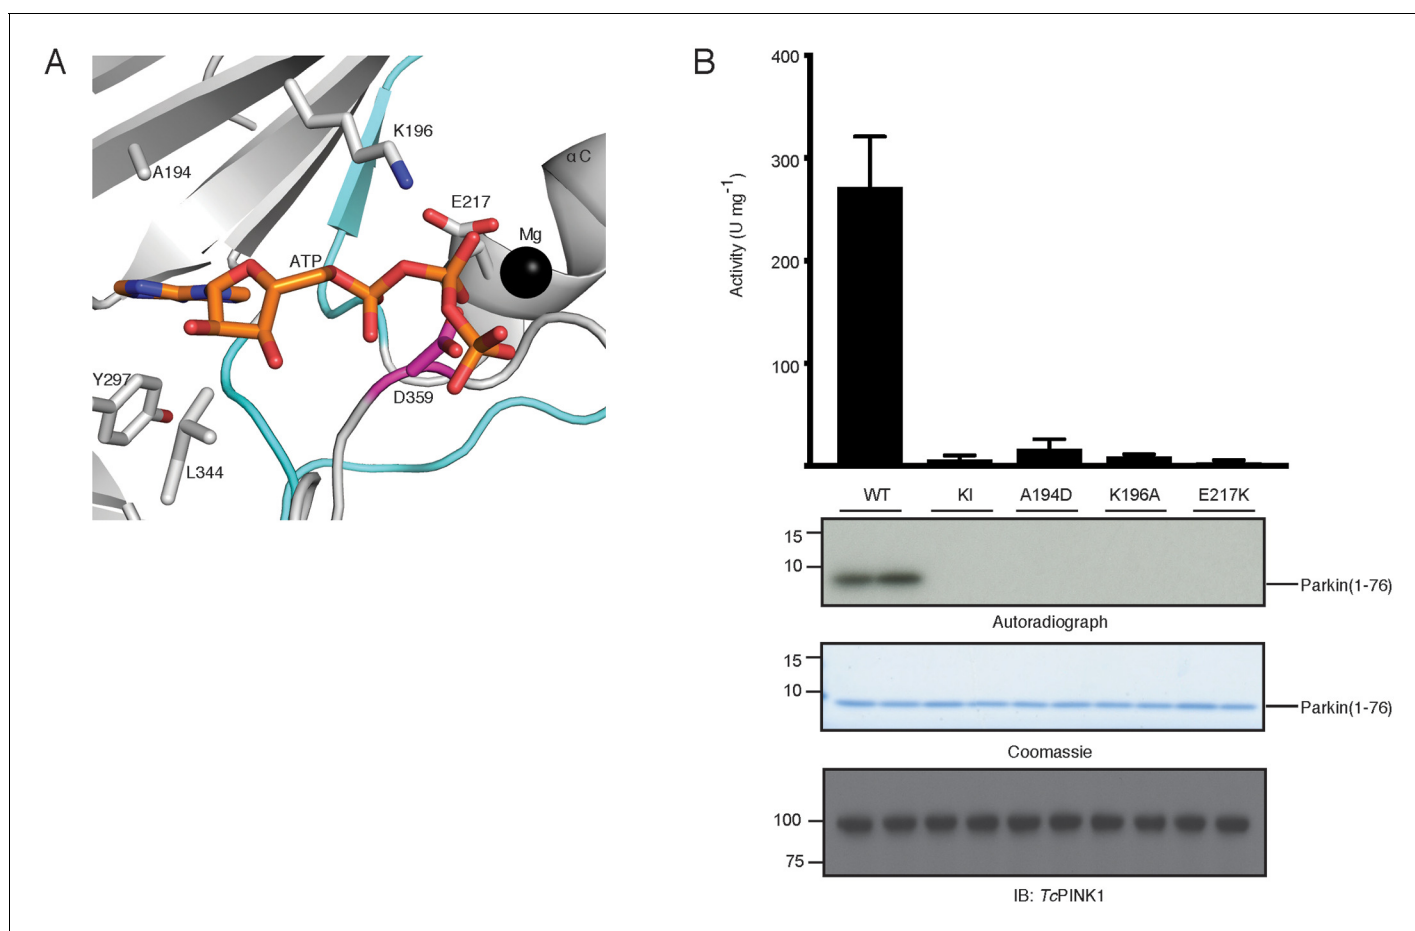 A
K196
αC
A194
E217
Mg
ATP
Y297
D359
L344
B
400
300
200
100
Activity (U mg-1)
WT KI A194D K196A E217K
15
10
Parkin(1-76)
Autoradiograph
15
10
Parkin(1-76)
Coomassie
100
75
IB: TcPINK1